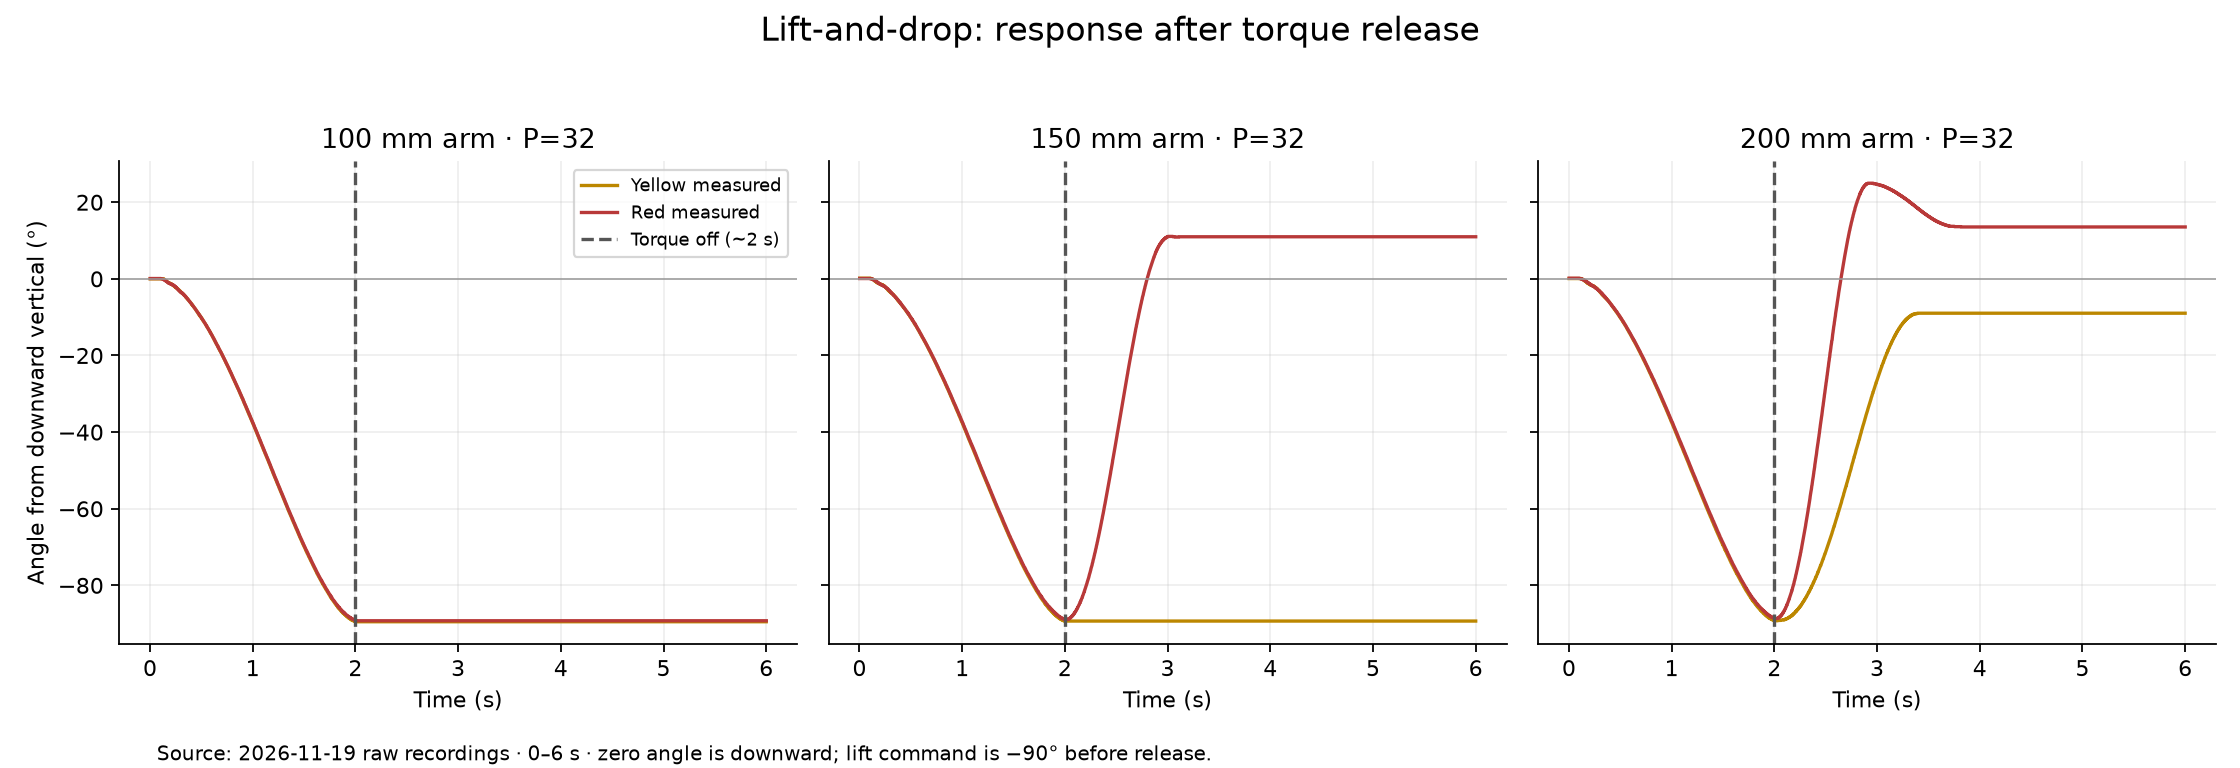 Lift-and-drop: response after torque release
100 mm arm · P=32
150 mm arm · P=32
200 mm arm · P=32
Angle from downward vertical (°)
20
0
−20
−40
−60
−80
Yellow measured
Red measured
Torque off (~2 s)
0 1 2 3 4 5 6
0 1 2 3 4 5 6
0 1 2 3 4 5 6
Time (s)
Time (s)
Time (s)
Source: 2026-11-19 raw recordings · 0–6 s · zero angle is downward; lift command is −90° before release.